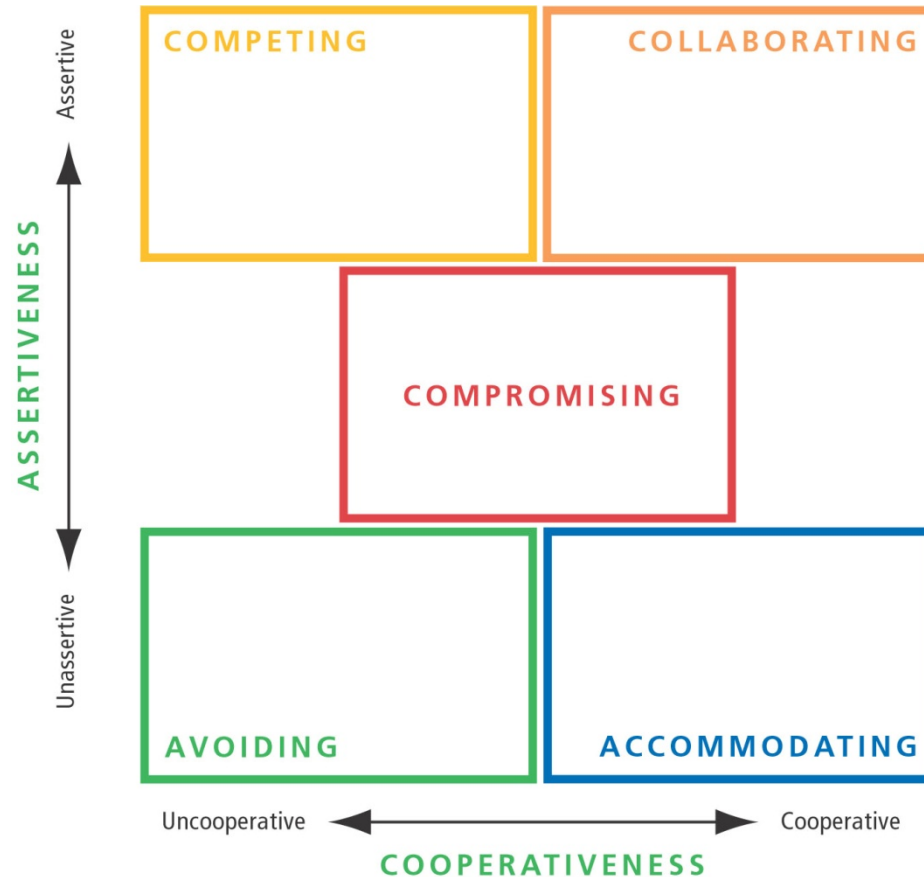 COMPETING
COLLABORATING
Assertive
ASSERTIVENESS
COMPROMISING
Unassertive
AVOIDING
ACCOMMODATING
Uncooperative
Cooperative
COOPERATIVENESS